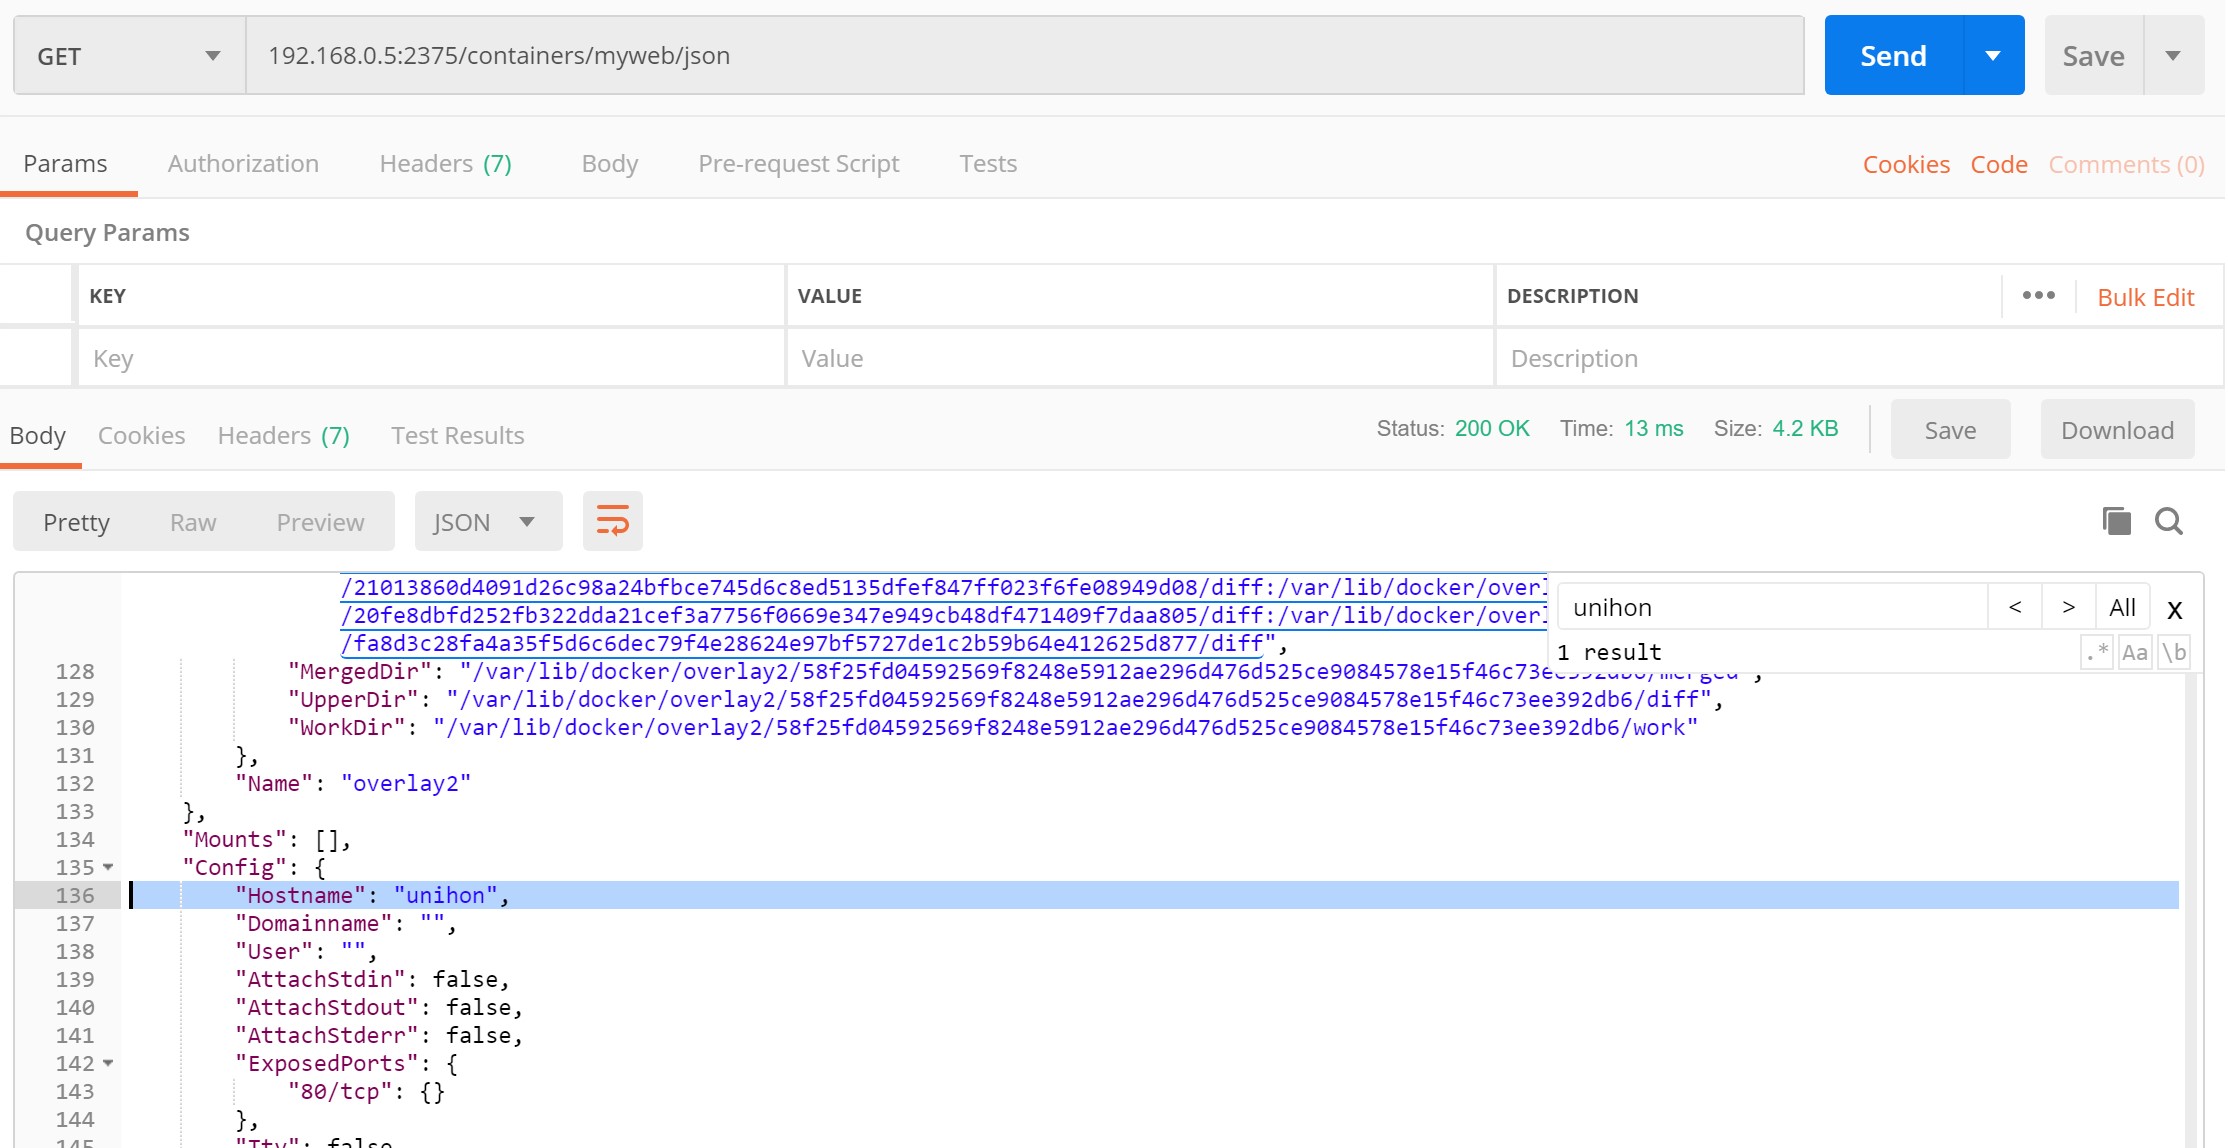 GET 192.168.0.5:2375/containers/myweb/json Send Save
Params Authorization Headers (7) Body Pre-request Script Tests Cookies Code Comments (0)
Query Params
KEY VALUE DESCRIPTION ••• Bulk Edit
Key Value Description
Body Cookies Headers (7) Test Results Status: 200 OK Time: 13 ms Size: 4.2 KB Save Download
Pretty Raw Preview JSON
/21013860d4091d26c98a24bfbce745d6c8ed5135dfef847ff023f6fe08949d08/diff:/var/lib/docker/overl
/20fe8dbfd252fb322dda21cef3a7756f0669e347e949cb48df471409f7daa805/diff:/var/lib/docker/overl
/fa8d3c28fa4a35f5d6c6dec79f4e28624e97bf5727de1c2b59b64e412625d877/diff",
unihon < > All X
1 result .* Aa \b
128 "MergedDir": "/var/lib/docker/overlay2/58f25fd04592569f8248e5912ae296d476d525ce9084578e15f46c73ee392db6/merged",
129 "UpperDir": "/var/lib/docker/overlay2/58f25fd04592569f8248e5912ae296d476d525ce9084578e15f46c73ee392db6/diff",
130 "WorkDir": "/var/lib/docker/overlay2/58f25fd04592569f8248e5912ae296d476d525ce9084578e15f46c73ee392db6/work"
131 },
132 "Name": "overlay2"
133 },
134 "Mounts": [],
135 "Config": {
136 "Hostname": "unihon",
137 "Domainname": "",
138 "User": "",
139 "AttachStdin": false,
140 "AttachStdout": false,
141 "AttachStderr": false,
142 "ExposedPorts": {
143 "80/tcp": {}
144 },
145 "Tty": false